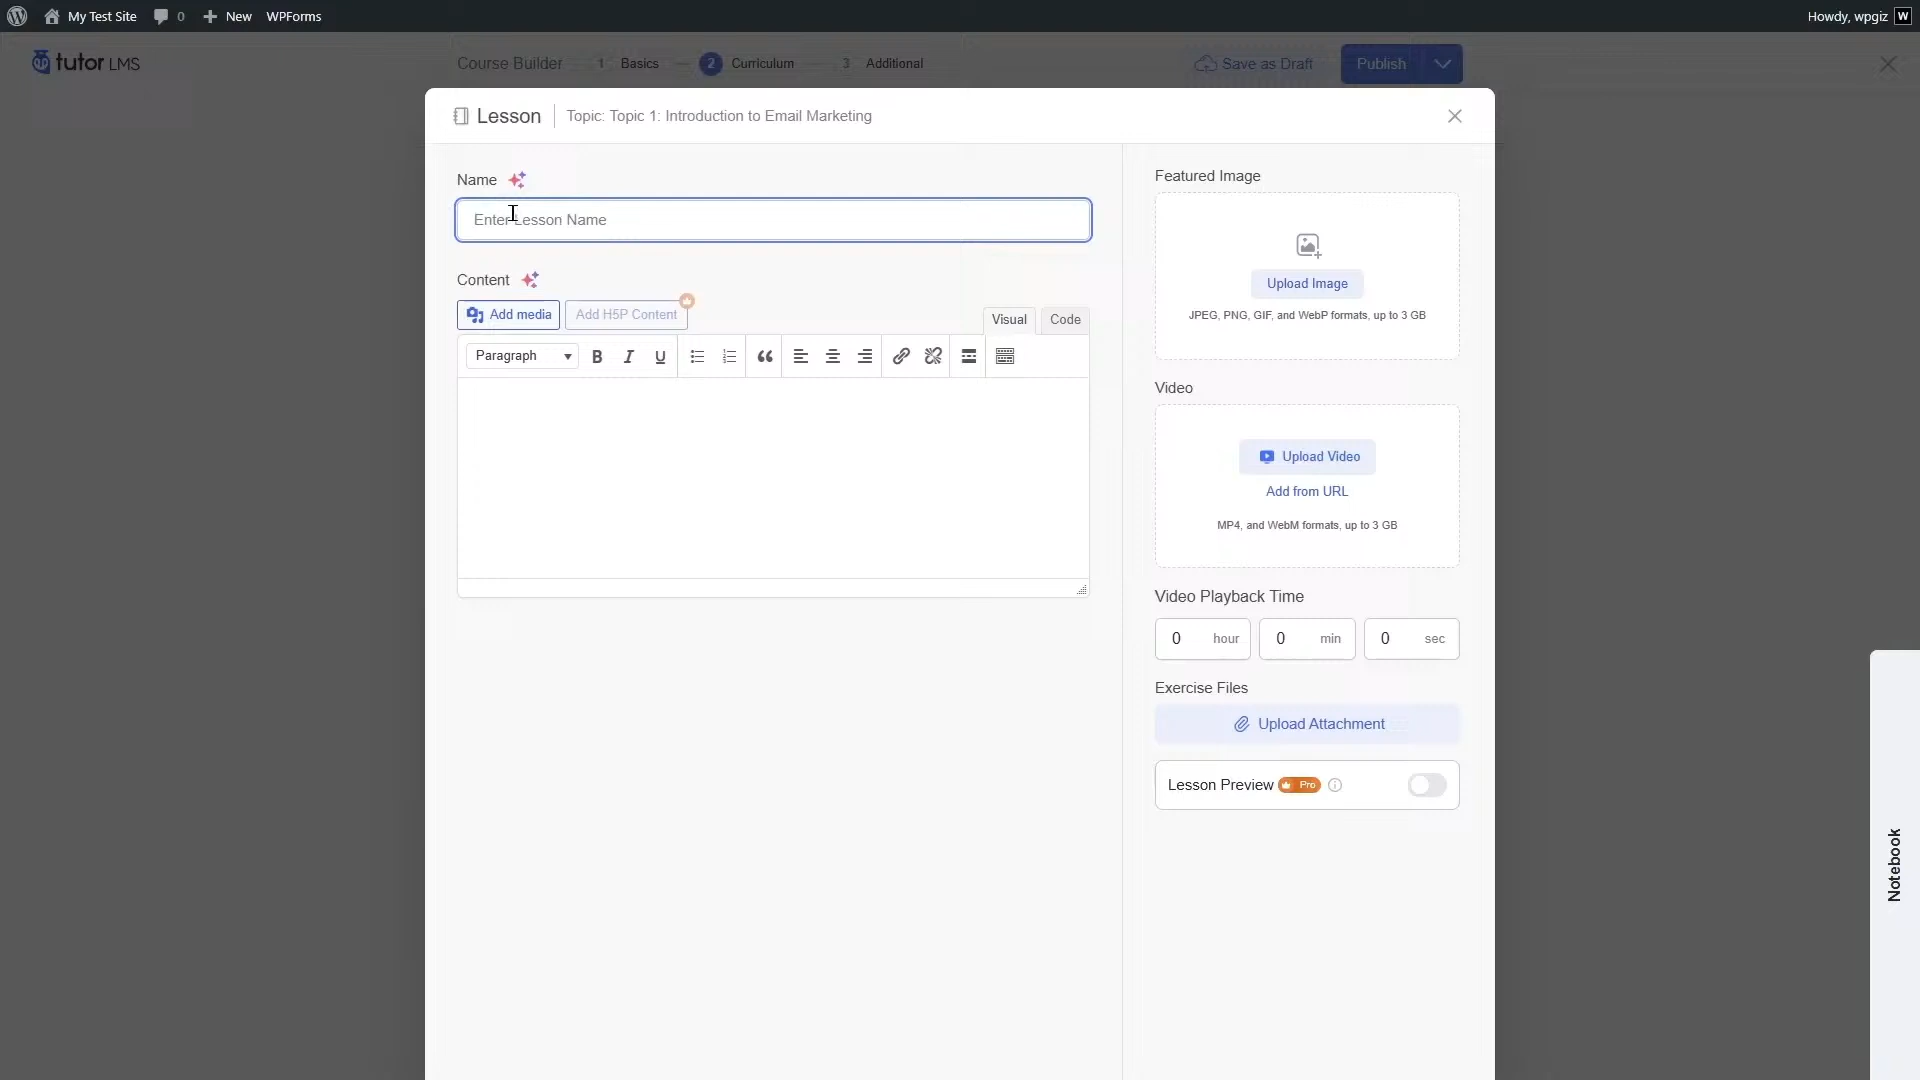 My Test Site 0 New WPForms Howdy, wpgiz W
tutor LMS Course Builder 1 Basics 2 Curriculum 3 Additional Save as Draft Publish
Lesson Topic: Topic 1: Introduction to Email Marketing
Name
Enter Lesson Name
Content
Add media Add H5P Content
Visual Code
Paragraph B I U
Featured Image
Upload Image
JPEG, PNG, GIF, and WebP formats, up to 3 GB
Video
Upload Video
Add from URL
MP4, and WebM formats, up to 3 GB
Video Playback Time
0 hour 0 min 0 sec
Exercise Files
Upload Attachment
Lesson Preview Pro
Notebook